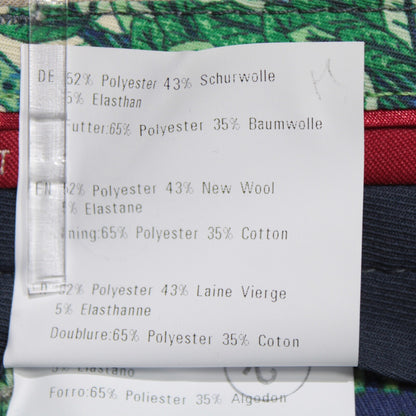 DE 52% Polyester 43% Schurwolle
5% Elasthan
Futter:65% Polyester 35% Baumwolle
EN 52% Polyester 43% New Wool
5% Elastane
Lining:65% Polyester 35% Cotton
52% Polyester 43% Laine Vierge
5% Elasthanne
Doublure:65% Polyester 35% Coton
5% Elastano
Forro:65% Poliester 35% Algodon